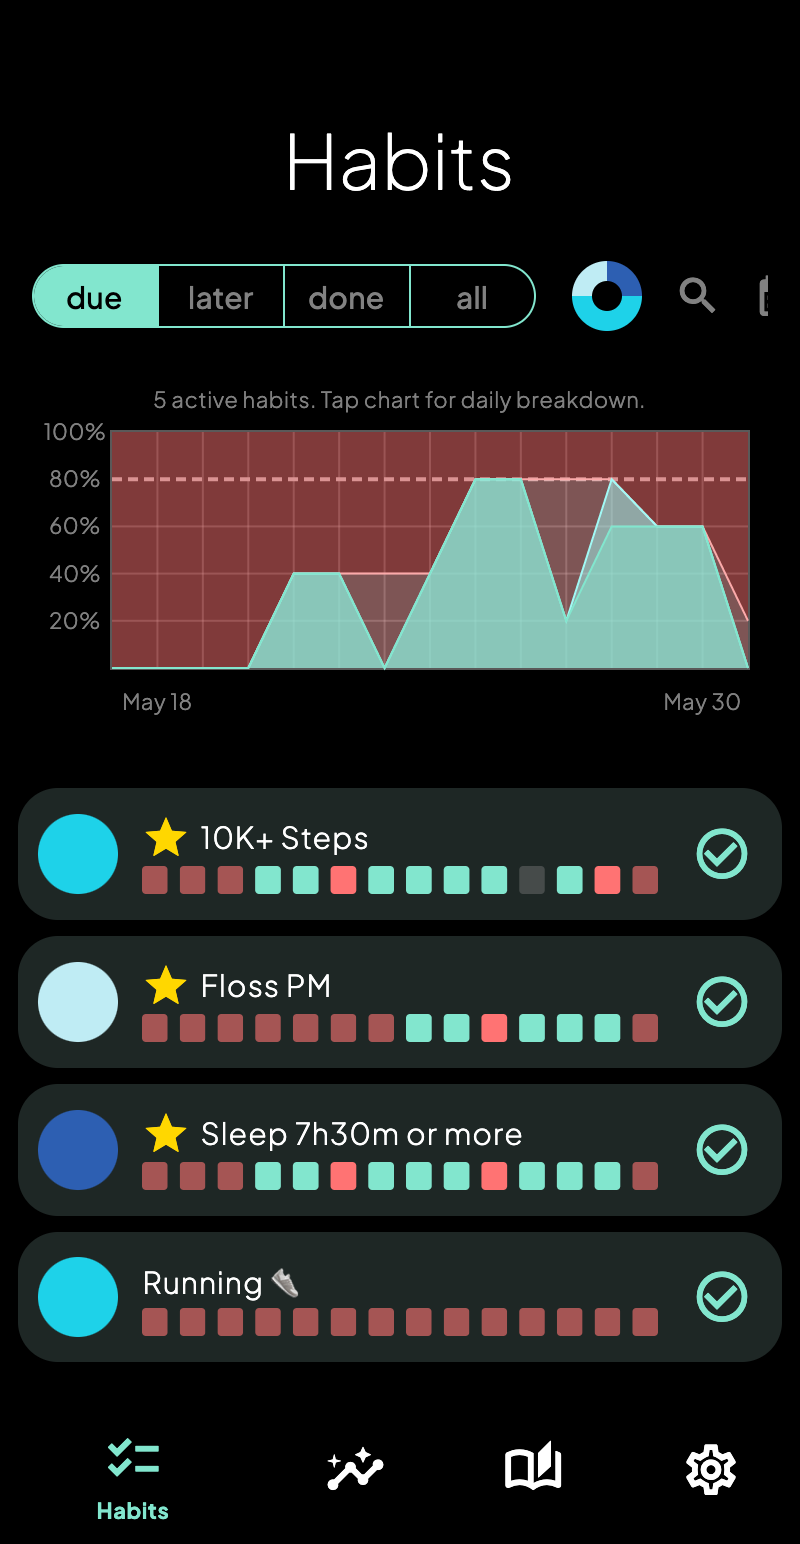 Habits
due later done all
5 active habits. Tap chart for daily breakdown.
100%
80%
60%
40%
20%
May 18 May 30
10K+ Steps
Floss PM
Sleep 7h30m or more
Running 👟
Habits